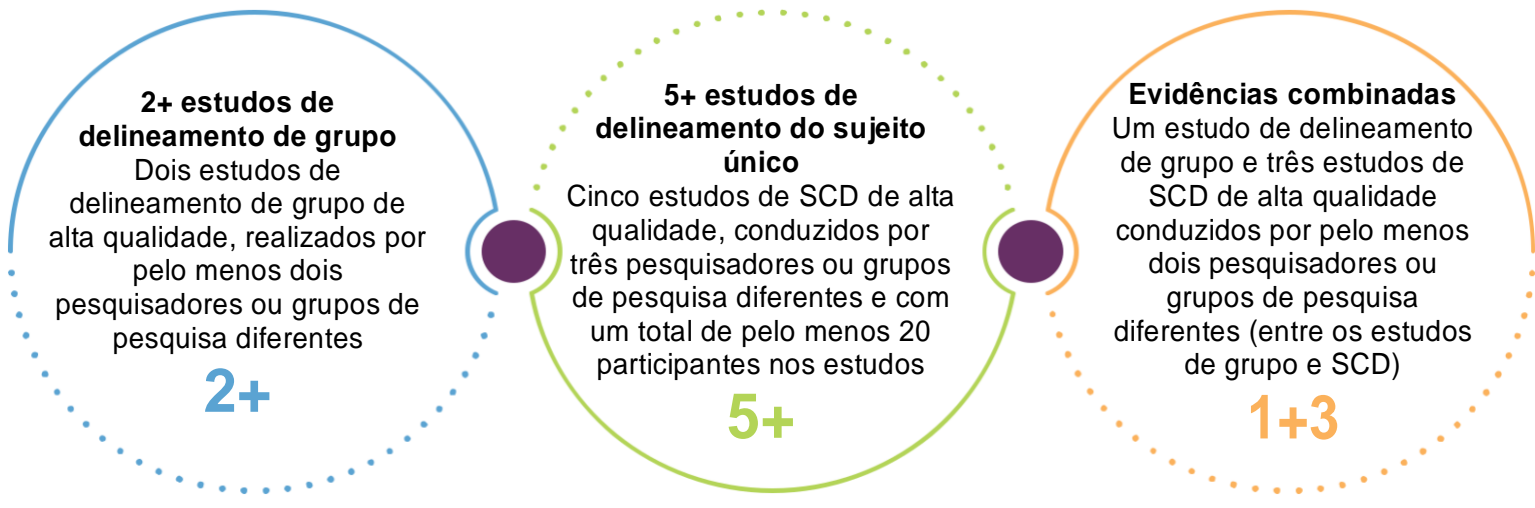 2+ estudos de
delineamento de grupo
Dois estudos de
delineamento de grupo de
alta qualidade, realizados por
pelo menos dois
pesquisadores ou grupos de
pesquisa diferentes
2+
5+ estudos de
delineamento do sujeito
único
Cinco estudos de SCD de alta
qualidade, conduzidos por
três pesquisadores ou grupos
de pesquisa diferentes e com
um total de pelo menos 20
participantes nos estudos
5+
Evidências combinadas
Um estudo de delineamento
de grupo e três estudos de
SCD de alta qualidade
conduzidos por pelo menos
dois pesquisadores ou
grupos de pesquisa
diferentes (entre os estudos
de grupo e SCD)
1+3